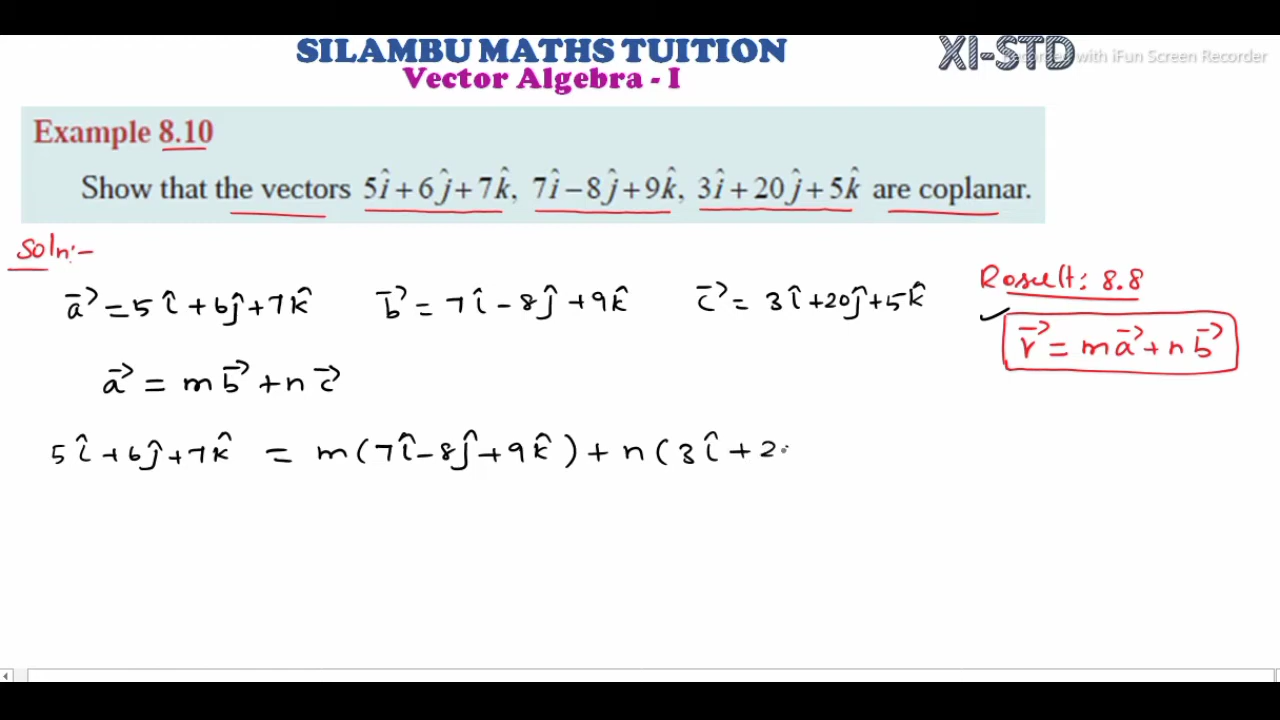 SILAMBU MATHS TUITION
XI-STD
with iFun Screen Recorder
Vector Algebra - I
Example 8.10
Show that the vectors 5î + 6ĵ + 7k̂, 7î − 8ĵ + 9k̂, 3î + 20ĵ + 5k̂ are coplanar.
Soln:-
a⃗ = 5î + 6ĵ + 7k̂ b⃗ = 7î − 8ĵ + 9k̂ c⃗ = 3î + 20ĵ + 5k̂
Result: 8.8
r⃗ = ma⃗ + nb⃗
a⃗ = mb⃗ + nc⃗
5î + 6ĵ + 7k̂ = m(7î − 8ĵ + 9k̂) + n(3î + 2